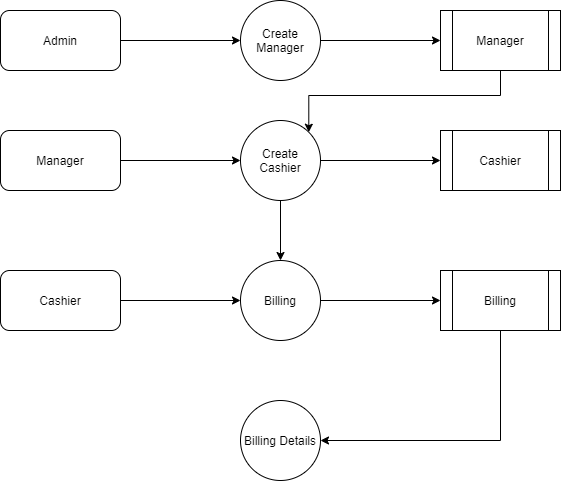 Admin
Create
Manager
Manager
Manager
Create
Cashier
Cashier
Cashier
Billing
Billing
Billing Details